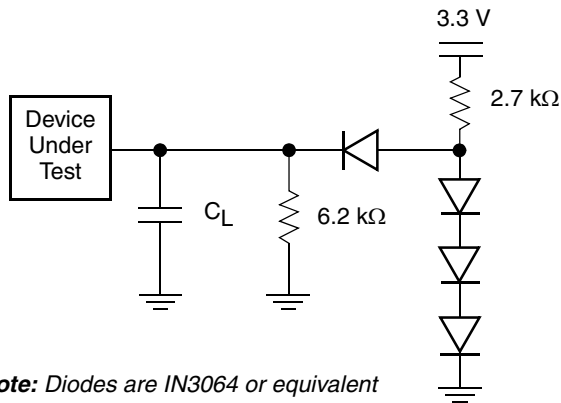 3.3 V
2.7 kΩ
Device
Under
Test
CL
6.2 kΩ
ote: Diodes are IN3064 or equivalent